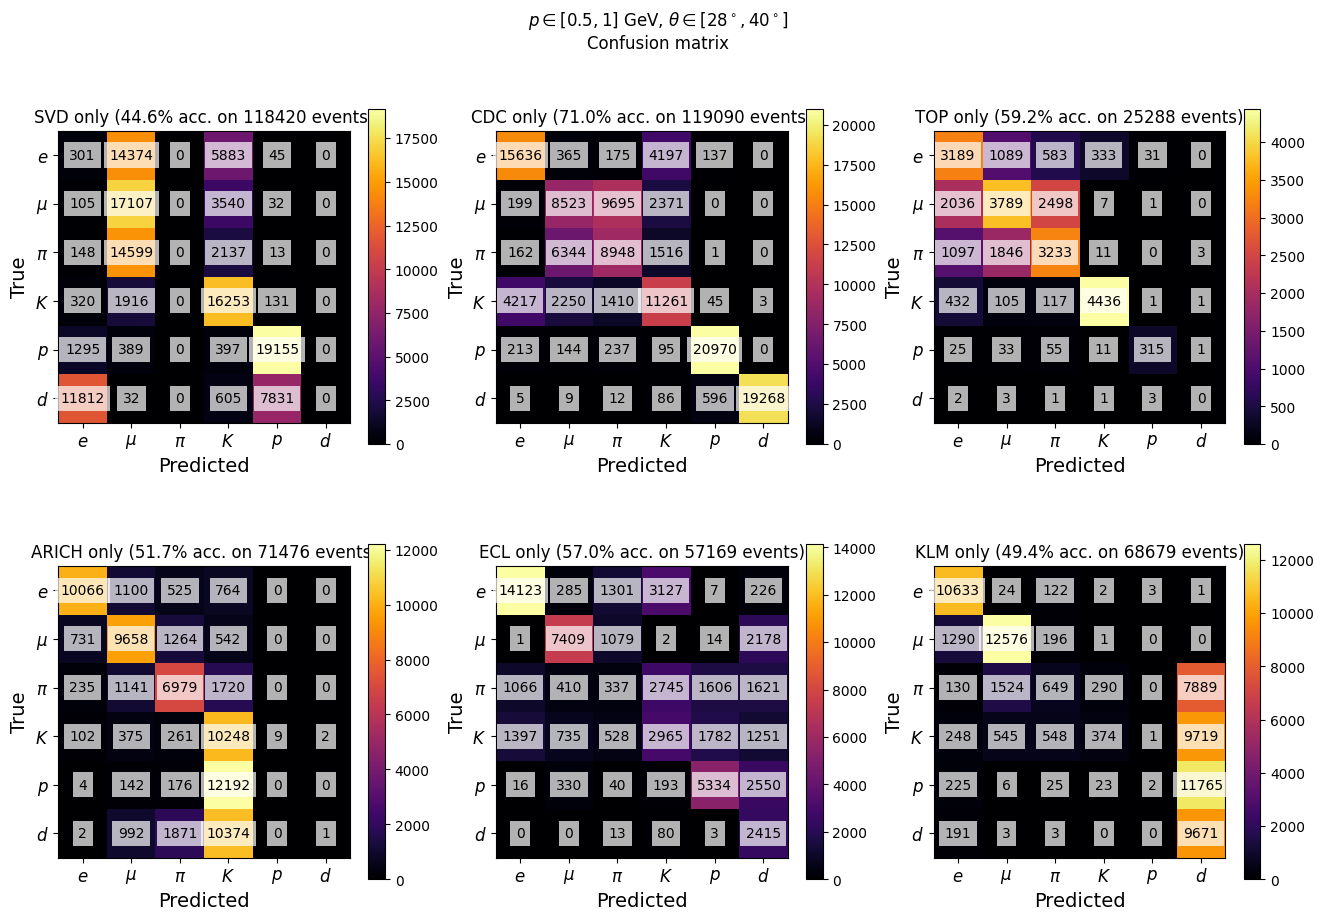 p ∈ [0.5, 1] GeV, θ ∈ [28°, 40°]
Confusion matrix
SVD only (44.6% acc. on 118420 events
True
e 301 14374 0 5883 45 0
μ 105 17107 0 3540 32 0
π 148 14599 0 2137 13 0
K 320 1916 0 16253 131 0
p 1295 389 0 397 19155 0
d 11812 32 0 605 7831 0
e μ π K p d
Predicted
17500
15000
12500
10000
7500
5000
2500
0
CDC only (71.0% acc. on 119090 events
True
e 15636 365 175 4197 137 0
μ 199 8523 9695 2371 0 0
π 162 6344 8948 1516 1 0
K 4217 2250 1410 11261 45 3
p 213 144 237 95 20970 0
d 5 9 12 86 596 19268
e μ π K p d
Predicted
20000
17500
15000
12500
10000
7500
5000
2500
0
TOP only (59.2% acc. on 25288 events)
True
e 3189 1089 583 333 31 0
μ 2036 3789 2498 7 1 0
π 1097 1846 3233 11 0 3
K 432 105 117 4436 1 1
p 25 33 55 11 315 1
d 2 3 1 1 3 0
e μ π K p d
Predicted
4000
3500
3000
2500
2000
1500
1000
500
0
ARICH only (51.7% acc. on 71476 events
True
e 10066 1100 525 764 0 0
μ 731 9658 1264 542 0 0
π 235 1141 6979 1720 0 0
K 102 375 261 10248 9 2
p 4 142 176 12192 0 0
d 2 992 1871 10374 0 1
e μ π K p d
Predicted
12000
10000
8000
6000
4000
2000
0
ECL only (57.0% acc. on 57169 events)
True
e 14123 285 1301 3127 7 226
μ 1 7409 1079 2 14 2178
π 1066 410 337 2745 1606 1621
K 1397 735 528 2965 1782 1251
p 16 330 40 193 5334 2550
d 0 0 13 80 3 2415
e μ π K p d
Predicted
14000
12000
10000
8000
6000
4000
2000
0
KLM only (49.4% acc. on 68679 events)
True
e 10633 24 122 2 3 1
μ 1290 12576 196 1 0 0
π 130 1524 649 290 0 7889
K 248 545 548 374 1 9719
p 225 6 25 23 2 11765
d 191 3 3 0 0 9671
e μ π K p d
Predicted
12000
10000
8000
6000
4000
2000
0